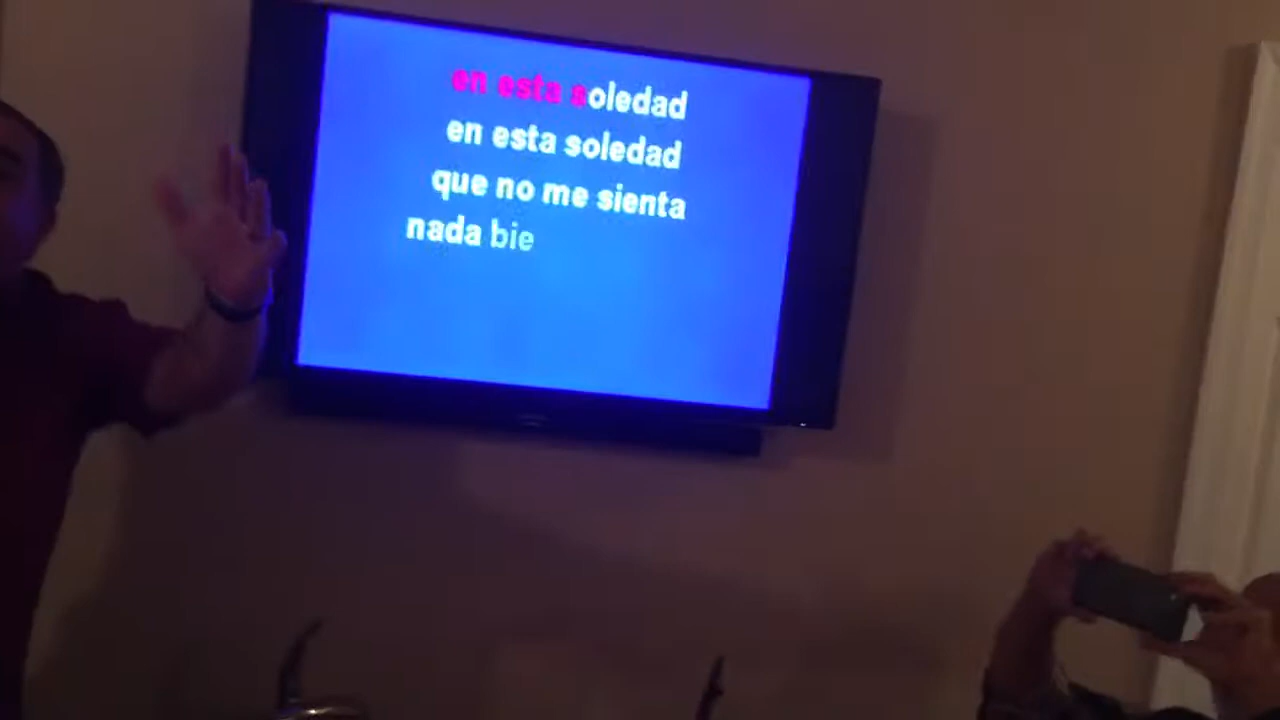 en esta soledad
en esta soledad
que no me sienta
nada bie